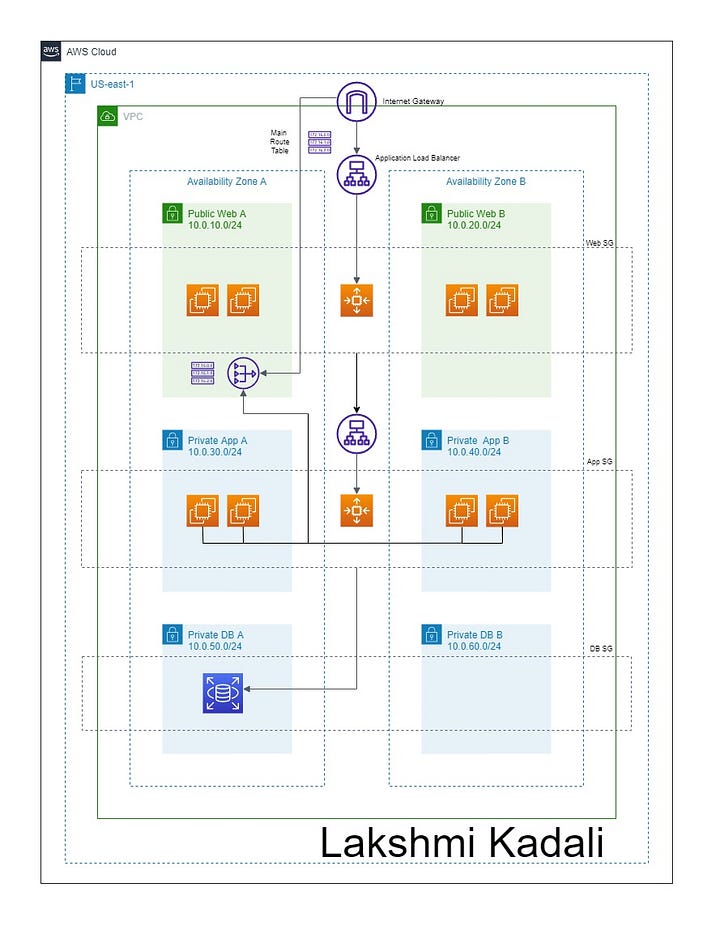 aws
AWS Cloud
US-east-1
VPC
Internet Gateway
Main
Route
Table
Application Load Balancer
Availability Zone A
Availability Zone B
Public Web A
10.0.10.0/24
Public Web B
10.0.20.0/24
Web SG
Private App A
10.0.30.0/24
Private App B
10.0.40.0/24
App SG
Private DB A
10.0.50.0/24
Private DB B
10.0.60.0/24
DB SG
Lakshmi Kadali